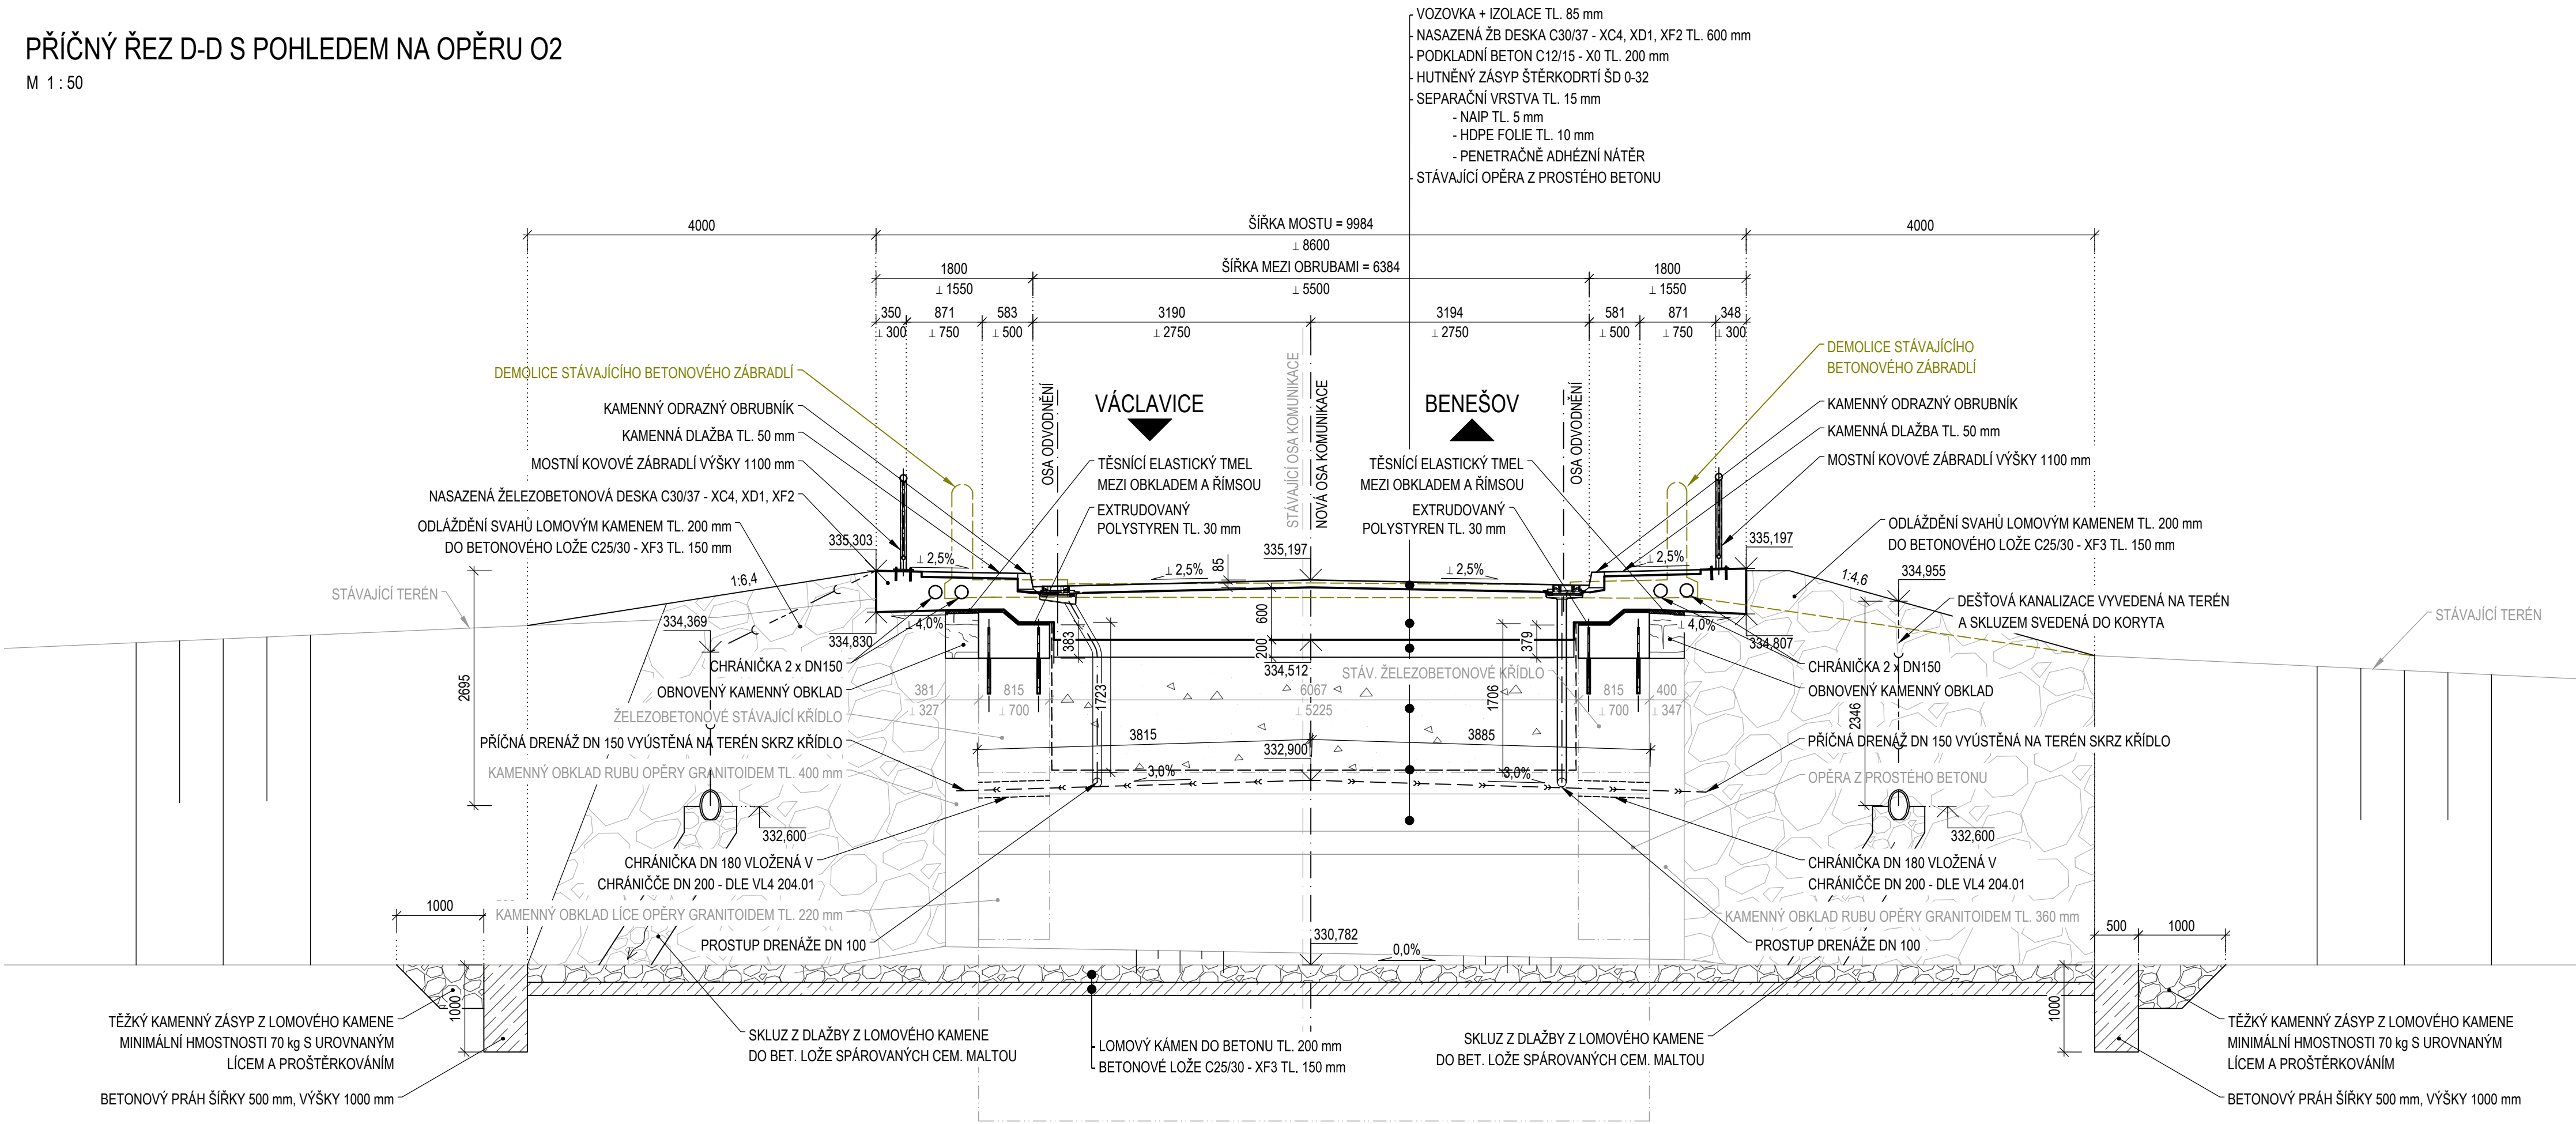 PŘÍČNÝ ŘEZ D-D S POHLEDEM NA OPĚRU O2
M 1 : 50
VOZOVKA + IZOLACE TL. 85 mm
NASAZENÁ ŽB DESKA C30/37 - XC4, XD1, XF2 TL. 600 mm
PODKLADNÍ BETON C12/15 - X0 TL. 200 mm
HUTNĚNÝ ZÁSYP ŠTĚRKODRTÍ ŠD 0-32
SEPARAČNÍ VRSTVA TL. 15 mm
- NAIP TL. 5 mm
- HDPE FOLIE TL. 10 mm
- PENETRAČNĚ ADHÉZNÍ NÁTĚR
STÁVAJÍCÍ OPĚRA Z PROSTÉHO BETONU
4000
ŠÍŘKA MOSTU = 9984
⊥ 8600
4000
1800
⊥ 1550
ŠÍŘKA MEZI OBRUBAMI = 6384
⊥ 5500
1800
⊥ 1550
350
871
583
3190
3194
581
871
348
⊥ 300
⊥ 750
⊥ 500
⊥ 2750
⊥ 2750
⊥ 500
⊥ 750
⊥ 300
DEMOLICE STÁVAJÍCÍHO BETONOVÉHO ZÁBRADLÍ
KAMENNÝ ODRAZNÝ OBRUBNÍK
KAMENNÁ DLAŽBA TL. 50 mm
MOSTNÍ KOVOVÉ ZÁBRADLÍ VÝŠKY 1100 mm
NASAZENÁ ŽELEZOBETONOVÁ DESKA C30/37 - XC4, XD1, XF2
ODLÁŽDĚNÍ SVAHŮ LOMOVÝM KAMENEM TL. 200 mm
DO BETONOVÉHO LOŽE C25/30 - XF3 TL. 150 mm
STÁVAJÍCÍ TERÉN
OSA ODVODNĚNÍ
VÁCLAVICE
TĚSNÍCÍ ELASTICKÝ TMEL
MEZI OBKLADEM A ŘÍMSOU
EXTRUDOVANÝ
POLYSTYREN TL. 30 mm
STÁVAJÍCÍ OSA KOMUNIKACE
NOVÁ OSA KOMUNIKACE
BENEŠOV
TĚSNÍCÍ ELASTICKÝ TMEL
MEZI OBKLADEM A ŘÍMSOU
EXTRUDOVANÝ
POLYSTYREN TL. 30 mm
OSA ODVODNĚNÍ
DEMOLICE STÁVAJÍCÍHO
BETONOVÉHO ZÁBRADLÍ
KAMENNÝ ODRAZNÝ OBRUBNÍK
KAMENNÁ DLAŽBA TL. 50 mm
MOSTNÍ KOVOVÉ ZÁBRADLÍ VÝŠKY 1100 mm
ODLÁŽDĚNÍ SVAHŮ LOMOVÝM KAMENEM TL. 200 mm
DO BETONOVÉHO LOŽE C25/30 - XF3 TL. 150 mm
335,303
⊥ 2,5%
⊥ 2,5%
85
335,197
⊥ 2,5%
⊥ 2,5%
335,197
1:6,4
1:4,6
334,955
DEŠŤOVÁ KANALIZACE VYVEDENÁ NA TERÉN
A SKLUZEM SVEDENÁ DO KORYTA
STÁVAJÍCÍ TERÉN
334,369
334,830
⊥ 4,0%
383
600
200
334,512
379
⊥ 4,0%
334,807
2695
CHRÁNIČKA 2 x DN150
OBNOVENÝ KAMENNÝ OBKLAD
ŽELEZOBETONOVÉ STÁVAJÍCÍ KŘÍDLO
PŘÍČNÁ DRENÁŽ DN 150 VYÚSTĚNÁ NA TERÉN SKRZ KŘÍDLO
KAMENNÝ OBKLAD RUBU OPĚRY GRANITOIDEM TL. 400 mm
381
⊥ 327
815
⊥ 700
1723
6067
⊥ 5225
STÁV. ŽELEZOBETONOVÉ KŘÍDLO
1706
815
⊥ 700
400
⊥ 347
3815
3885
332,900
3,0%
3,0%
CHRÁNIČKA 2 x DN150
OBNOVENÝ KAMENNÝ OBKLAD
2346
PŘÍČNÁ DRENÁŽ DN 150 VYÚSTĚNÁ NA TERÉN SKRZ KŘÍDLO
OPĚRA Z PROSTÉHO BETONU
332,600
332,600
CHRÁNIČKA DN 180 VLOŽENÁ V
CHRÁNIČČE DN 200 - DLE VL4 204.01
KAMENNÝ OBKLAD LÍCE OPĚRY GRANITOIDEM TL. 220 mm
PROSTUP DRENÁŽE DN 100
CHRÁNIČKA DN 180 VLOŽENÁ V
CHRÁNIČČE DN 200 - DLE VL4 204.01
KAMENNÝ OBKLAD RUBU OPĚRY GRANITOIDEM TL. 360 mm
PROSTUP DRENÁŽE DN 100
1000
330,782
0,0%
500
1000
1000
1000
TĚŽKÝ KAMENNÝ ZÁSYP Z LOMOVÉHO KAMENE
MINIMÁLNÍ HMOSTNOSTI 70 kg S UROVNANÝM
LÍCEM A PROŠTĚRKOVÁNÍM
BETONOVÝ PRÁH ŠÍŘKY 500 mm, VÝŠKY 1000 mm
SKLUZ Z DLAŽBY Z LOMOVÉHO KAMENE
DO BET. LOŽE SPÁROVANÝCH CEM. MALTOU
LOMOVÝ KÁMEN DO BETONU TL. 200 mm
BETONOVÉ LOŽE C25/30 - XF3 TL. 150 mm
SKLUZ Z DLAŽBY Z LOMOVÉHO KAMENE
DO BET. LOŽE SPÁROVANÝCH CEM. MALTOU
TĚŽKÝ KAMENNÝ ZÁSYP Z LOMOVÉHO KAMENE
MINIMÁLNÍ HMOSTNOSTI 70 kg S UROVNANÝM
LÍCEM A PROŠTĚRKOVÁNÍM
BETONOVÝ PRÁH ŠÍŘKY 500 mm, VÝŠKY 1000 mm